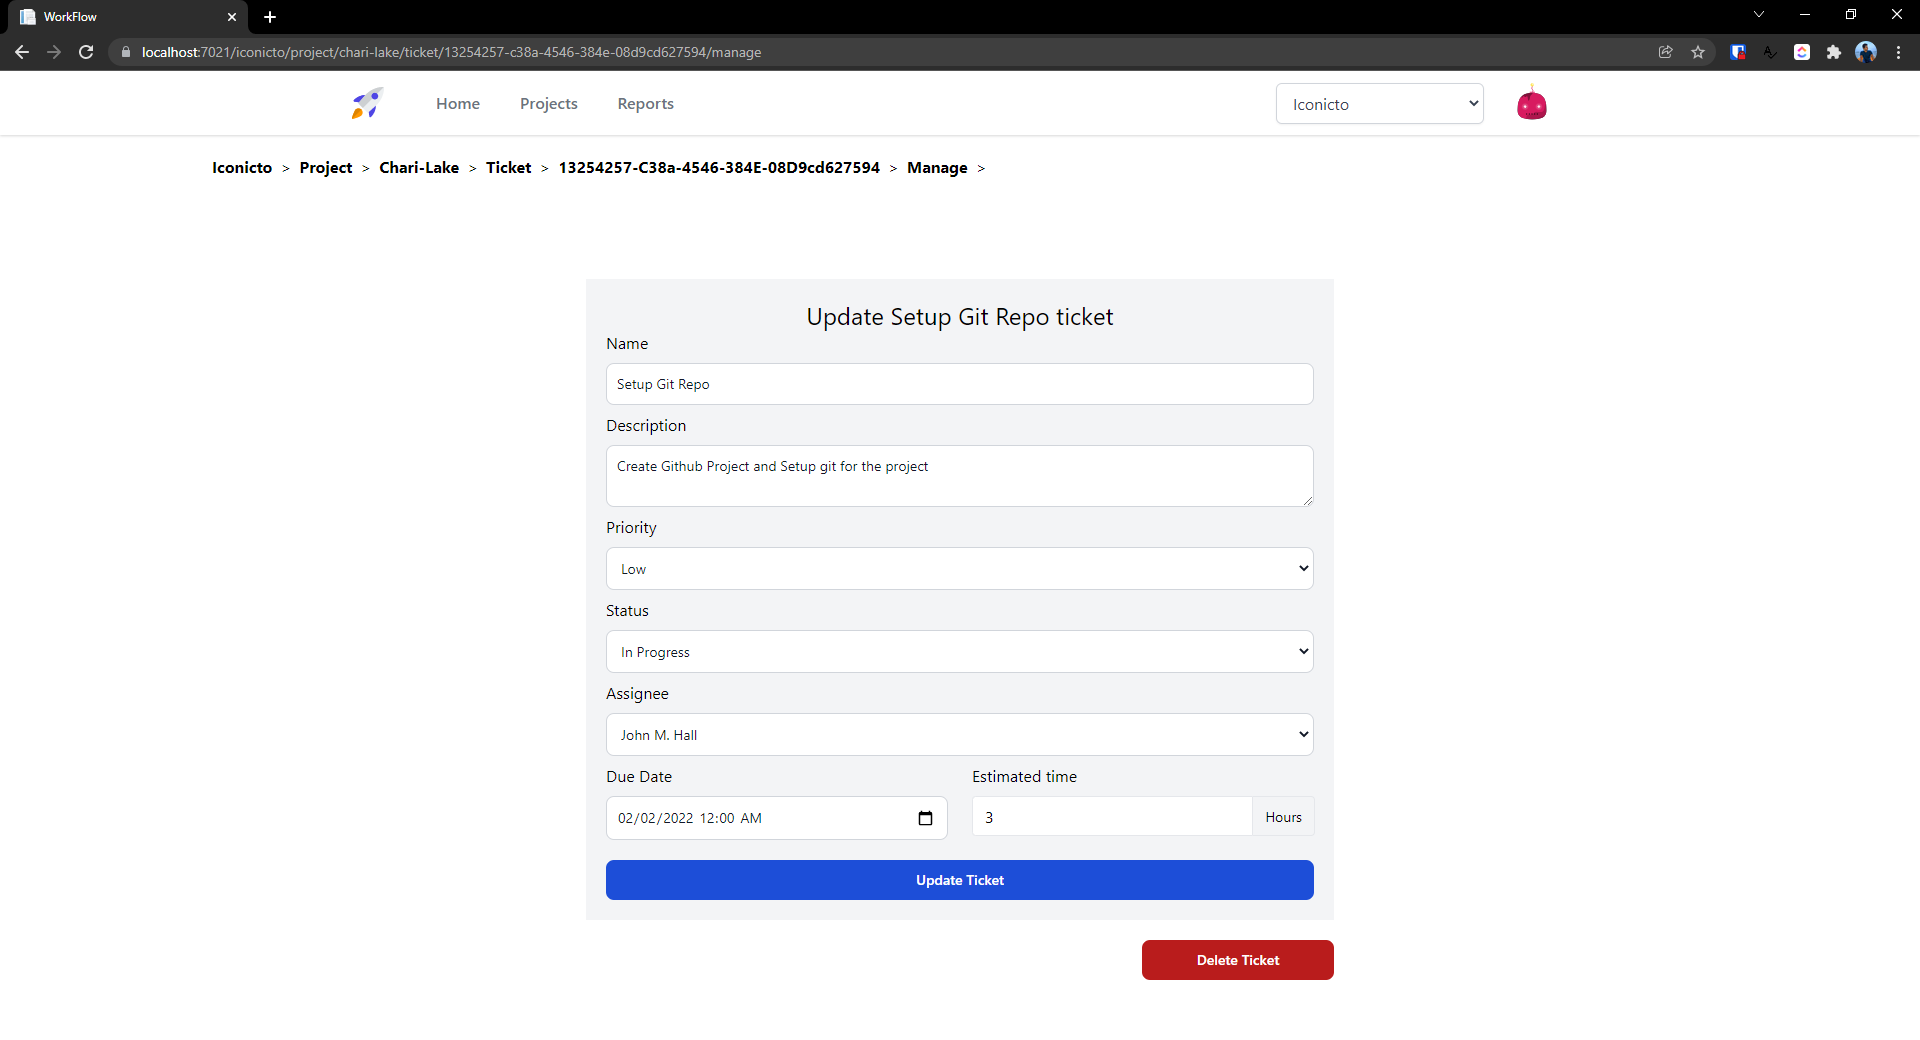 WorkFlow
localhost:7021/iconicto/project/chari-lake/ticket/13254257-c38a-4546-384e-08d9cd627594/manage
Home Projects Reports Iconicto
Iconicto > Project > Chari-Lake > Ticket > 13254257-C38a-4546-384E-08D9cd627594 > Manage >
Update Setup Git Repo ticket
Name
Setup Git Repo
Description
Create Github Project and Setup git for the project
Priority
Low
Status
In Progress
Assignee
John M. Hall
Due Date Estimated time
02/02/2022 12:00 AM 3 Hours
Update Ticket
Delete Ticket